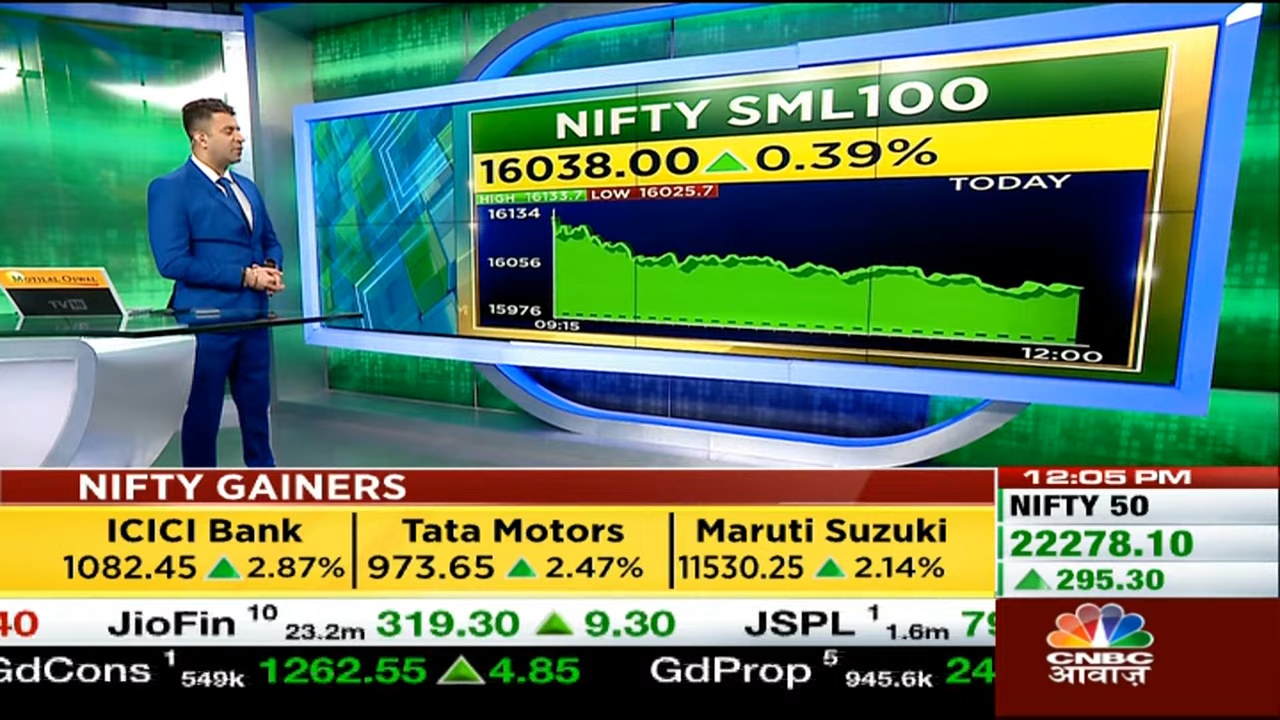 NIFTY SML100
16038.00 ▲ 0.39%
HIGH 16133.7 LOW 16025.7
TODAY
16134
16056
15976
09:15
12:00
MOTILAL OSWAL
TV18
NIFTY GAINERS
ICICI Bank
1082.45 ▲ 2.87%
Tata Motors
973.65 ▲ 2.47%
Maruti Suzuki
11530.25 ▲ 2.14%
12:05 PM
NIFTY 50
22278.10
▲ 295.30
40 JioFin 10 23.2m 319.30 ▲ 9.30 JSPL 1 1.6m 79
GdCons 1 549k 1262.55 ▲ 4.85 GdProp 5 945.6k 24
CNBC
आवाज़